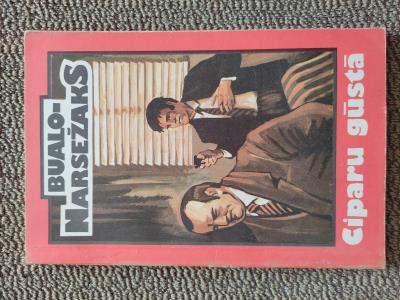 BUALO-
NARSEŽAKS
Ciparu gūstā